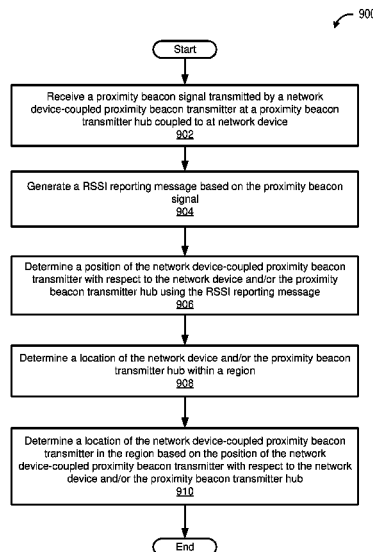 900
Start
Receive a proximity beacon signal transmitted by a network
device-coupled proximity beacon transmitter at a proximity beacon
transmitter hub coupled to at network device
902
Generate a RSSI reporting message based on the proximity beacon
signal
904
Determine a position of the network device-coupled proximity beacon
transmitter with respect to the network device and/or the proximity
beacon transmitter hub using the RSSI reporting message
906
Determine a location of the network device and/or the proximity beacon
transmitter hub within a region
908
Determine a location of the network device-coupled proximity beacon
transmitter in the region based on the position of the network
device-coupled proximity beacon transmitter with respect to the network
device and/or the proximity beacon transmitter hub
910
End